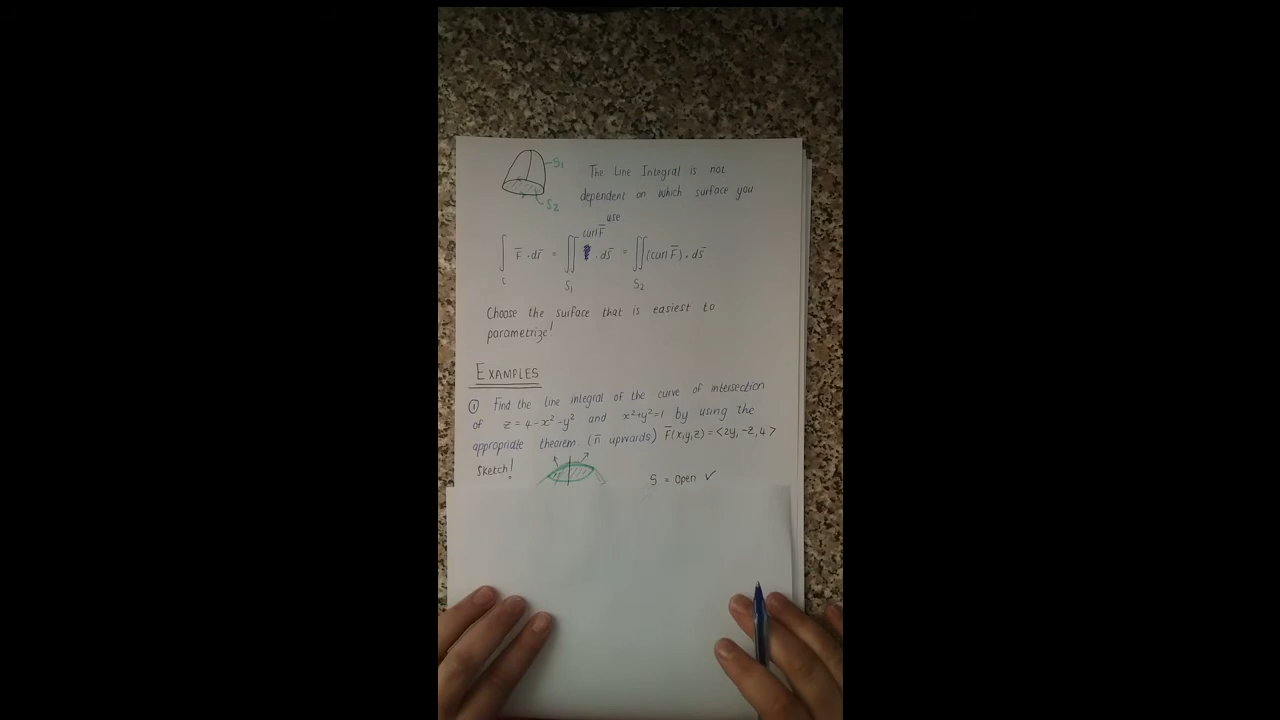 S1
S2
The Line Integral is not
dependent on which surface you
use
∫c F̄ · dr̄ = ∬S1 curl F̄ · ds̄ = ∬S2 (curl F̄) · ds̄
Choose the surface that is easiest to
parametrize!
EXAMPLES
① Find the line integral of the curve of intersection
of z = 4 - x² - y² and x² + y² = 1 by using the
appropriate theorem (n̄ upwards) F̄(x,y,z) = <2y, -z, 4>
Sketch!
S = Open ✓